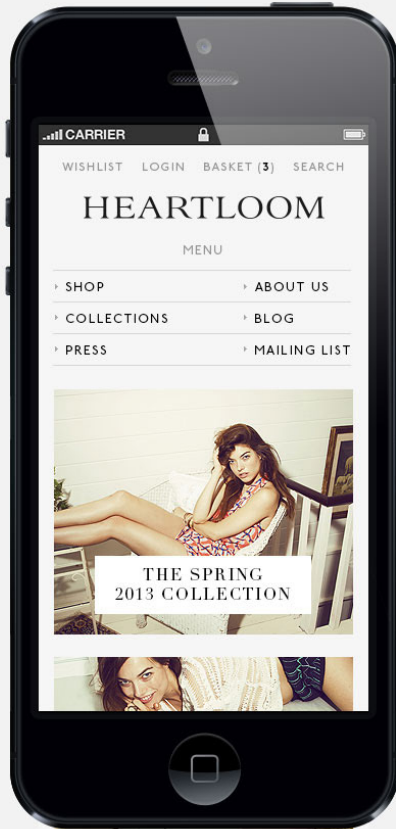 CARRIER
WISHLIST LOGIN BASKET (3) SEARCH
HEARTLOOM
MENU
SHOP ABOUT US
COLLECTIONS BLOG
PRESS MAILING LIST
THE SPRING
2013 COLLECTION